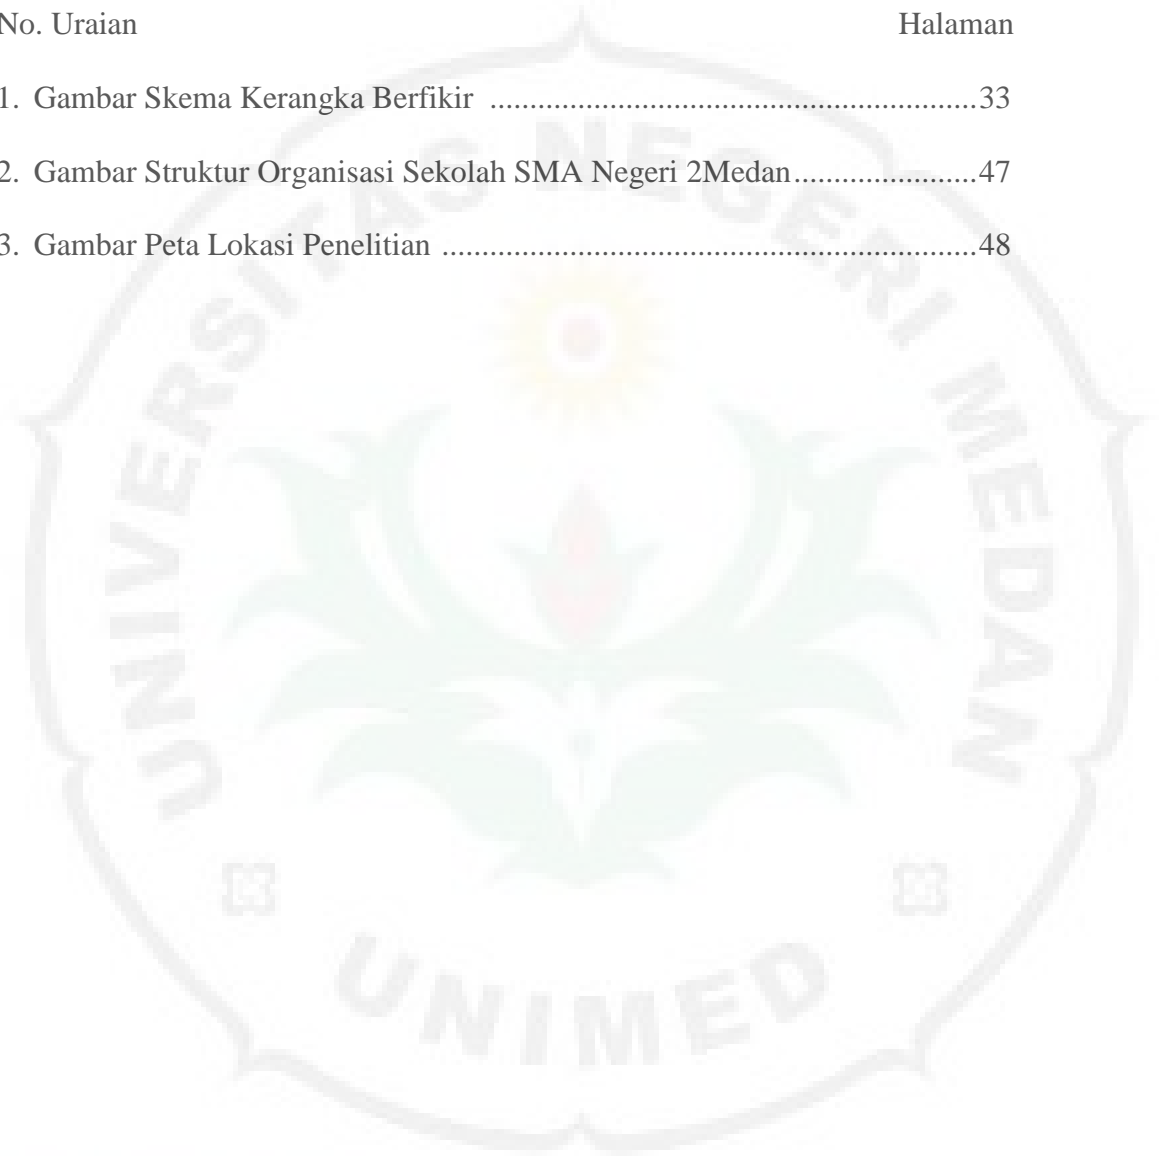 No. Uraian Halaman
1. Gambar Skema Kerangka Berfikir ...........................................................33
2. Gambar Struktur Organisasi Sekolah SMA Negeri 2Medan......................47
3. Gambar Peta Lokasi Penelitian .................................................................48
UNIVERSITAS NEGERI MEDAN
UNIMED